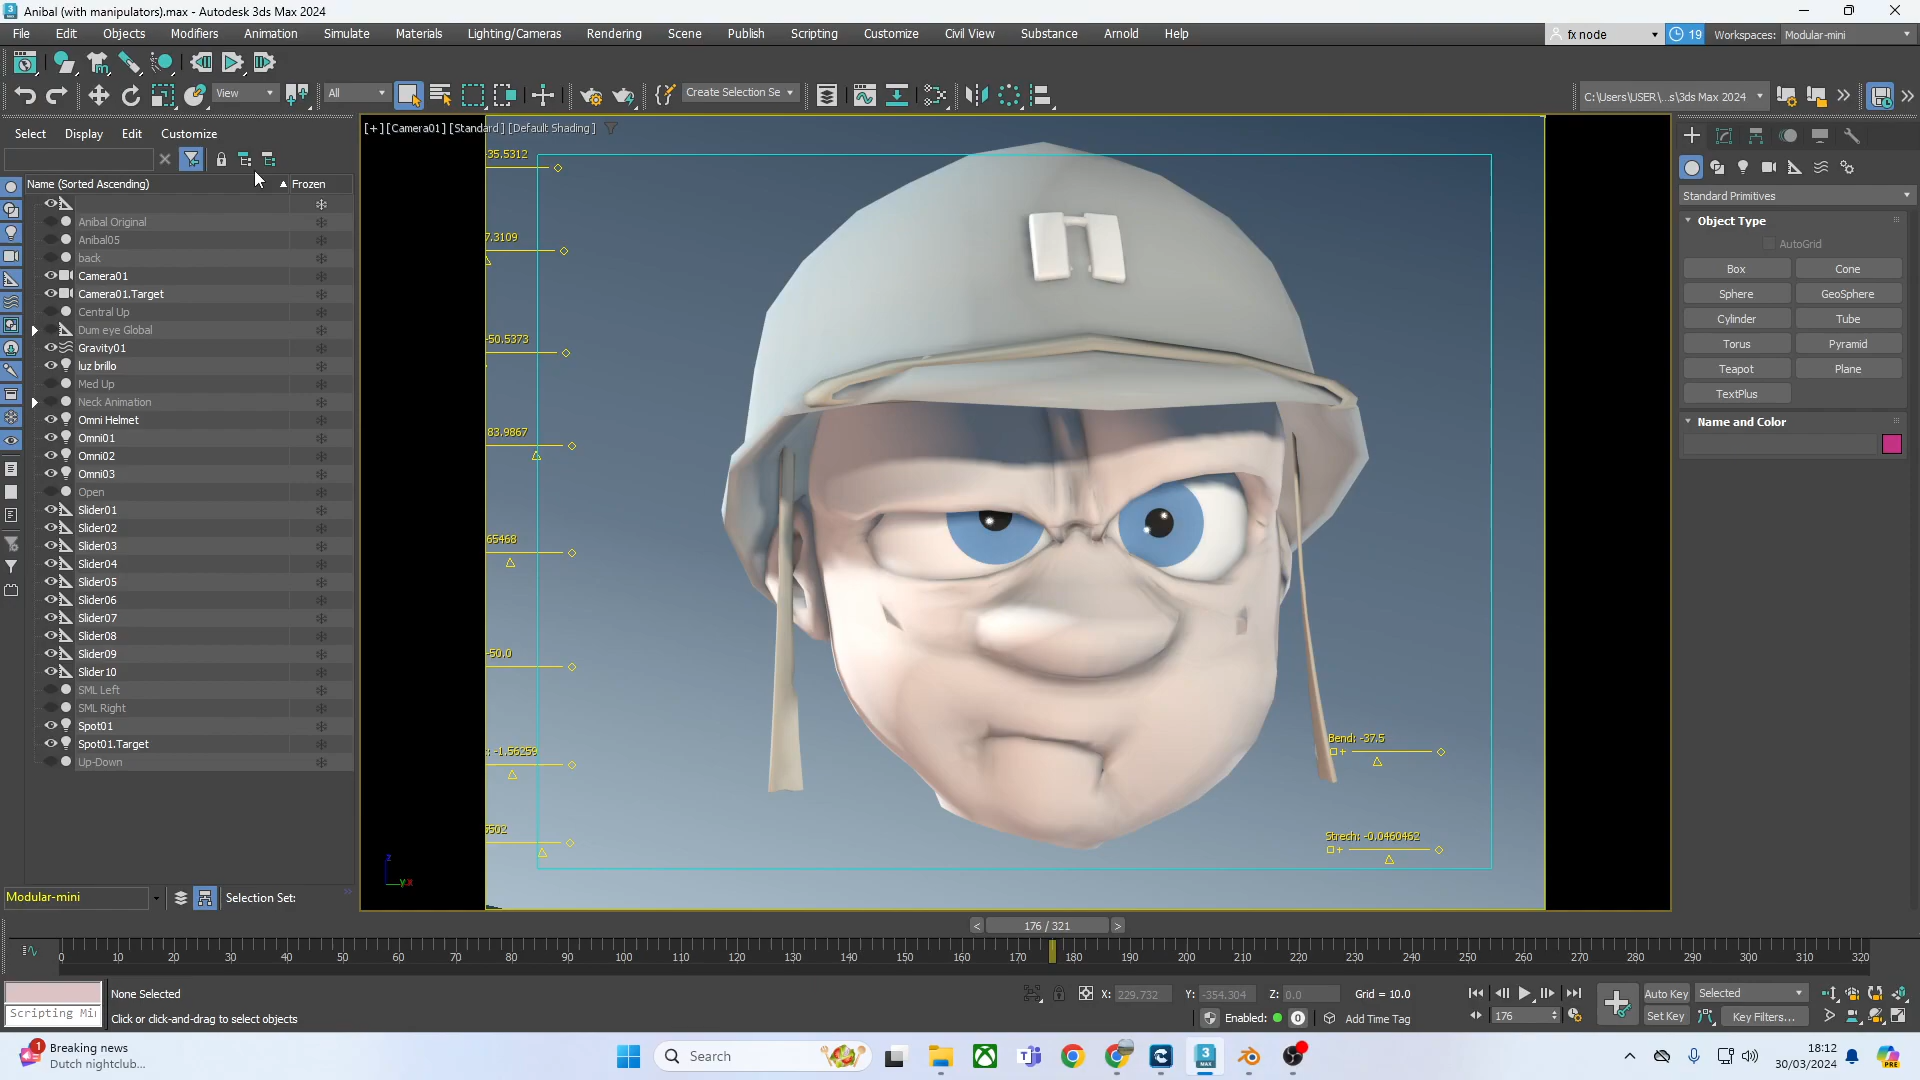 Anibal (with manipulators).max - Autodesk 3ds Max 2024
File Edit Objects Modifiers Animation Simulate Materials Lighting/Cameras Rendering Scene Publish Scripting Customize Civil View Substance Arnold Help
fx node 19 Workspaces: Modular-mini
View All Create Selection Se C:\Users\USER\...s\3ds Max 2024
Select Display Edit Customize
[+] [Camera01] [Standard] [Default Shading]
Name (Sorted Ascending) Frozen
Anibal Original
Anibal05
back
Camera01
Camera01.Target
Central Up
Dum eye Global
Gravity01
luz brillo
Med Up
Neck Animation
Omni Helmet
Omni01
Omni02
Omni03
Open
Slider01
Slider02
Slider03
Slider04
Slider05
Slider06
Slider07
Slider08
Slider09
Slider10
SML Left
SML Right
Spot01
Spot01.Target
Up-Down
Modular-mini Selection Set:
35.5312
7.3109
-50.5373
83.9867
65468
-50.0
: -1.56259
502
Bend: -37.5
Strech: -0.0460462
Standard Primitives
Object Type
AutoGrid
Box Cone
Sphere GeoSphere
Cylinder Tube
Torus Pyramid
Teapot Plane
TextPlus
Name and Color
< 176 / 321 >
0 10 20 30 40 50 60 70 80 90 100 110 120 130 140 150 160 170 180 190 200 210 220 230 240 250 260 270 280 290 300 310 320
None Selected X: 229.732 Y: -354.304 Z: 0.0 Grid = 10.0 Auto Key Selected
Scripting Mi Click or click-and-drag to select objects Enabled: 0 Add Time Tag 176 Set Key Key Filters...
1 Breaking news
Dutch nightclub...
Search
18:12
30/03/2024